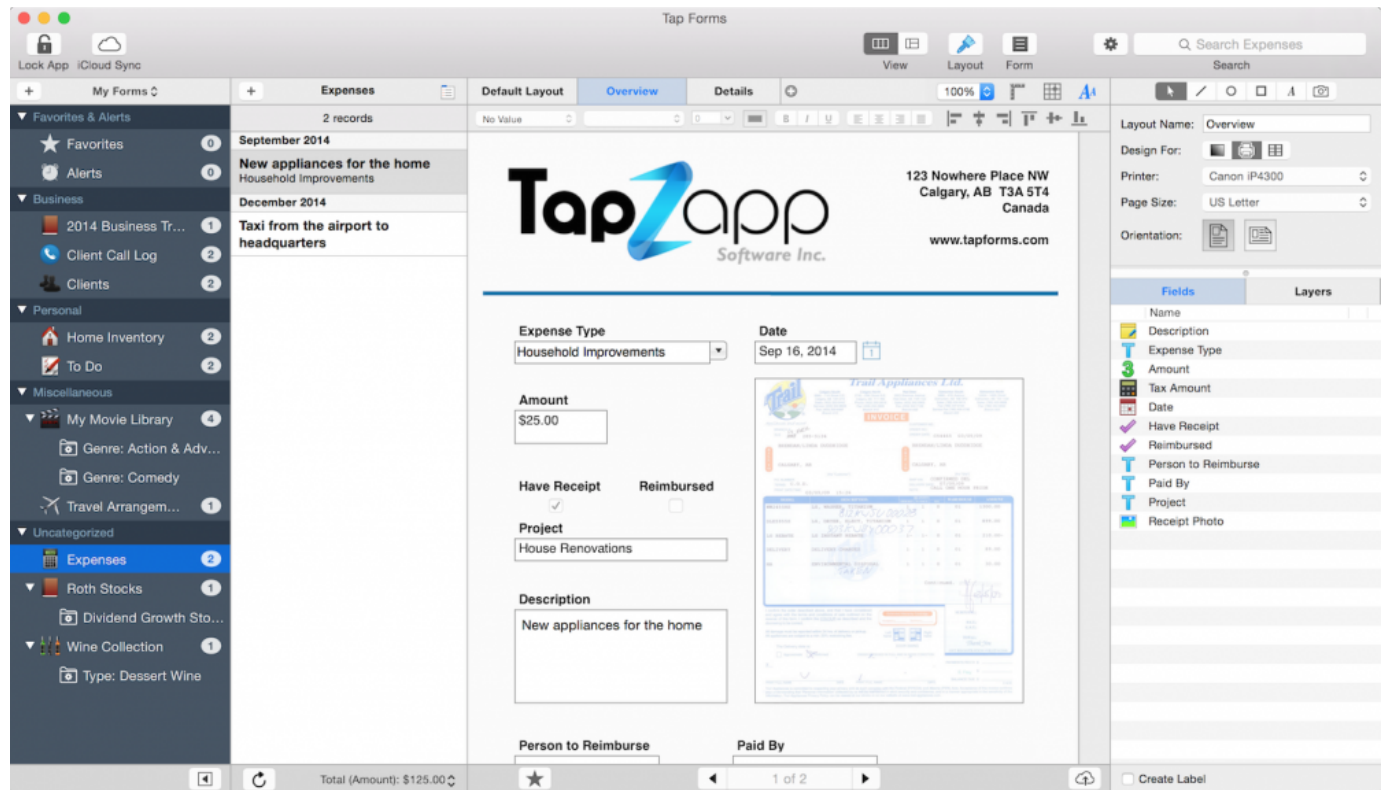 Tap Forms
Lock App
iCloud Sync
View
Layout
Form
Search Expenses
Search
+
My Forms
+
Expenses
Default Layout
Overview
Details
100%
Favorites & Alerts
Favorites 0
Alerts 0
Business
2014 Business Tr... 1
Client Call Log 2
Clients 2
Personal
Home Inventory 2
To Do 2
Miscellaneous
My Movie Library 4
Genre: Action & Adv...
Genre: Comedy
Travel Arrangem... 1
Uncategorized
Expenses 2
Roth Stocks 1
Dividend Growth Sto...
Wine Collection 1
Type: Dessert Wine
2 records
September 2014
New appliances for the home
Household Improvements
December 2014
Taxi from the airport to
headquarters
Total (Amount): $125.00
No Value
0
B I U
TapZapp
Software Inc.
123 Nowhere Place NW
Calgary, AB T3A 5T4
Canada
www.tapforms.com
Expense Type
Household Improvements
Date
Sep 16, 2014
Amount
$25.00
Trail Appliances Ltd.
Trail
INVOICE
Have Receipt
Reimbursed
Project
House Renovations
Description
New appliances for the home
Person to Reimburse
Paid By
1 of 2
Layout Name: Overview
Design For:
Printer: Canon iP4300
Page Size: US Letter
Orientation:
Fields
Layers
Name
Description
Expense Type
Amount
Tax Amount
Date
Have Receipt
Reimbursed
Person to Reimburse
Paid By
Project
Receipt Photo
Create Label